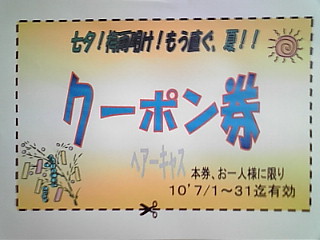 七夕！梅雨明け！もう直ぐ、夏！！
クーポン券
ヘアーキャス
本券、お一人様に限り
10'7/1～31迄有効